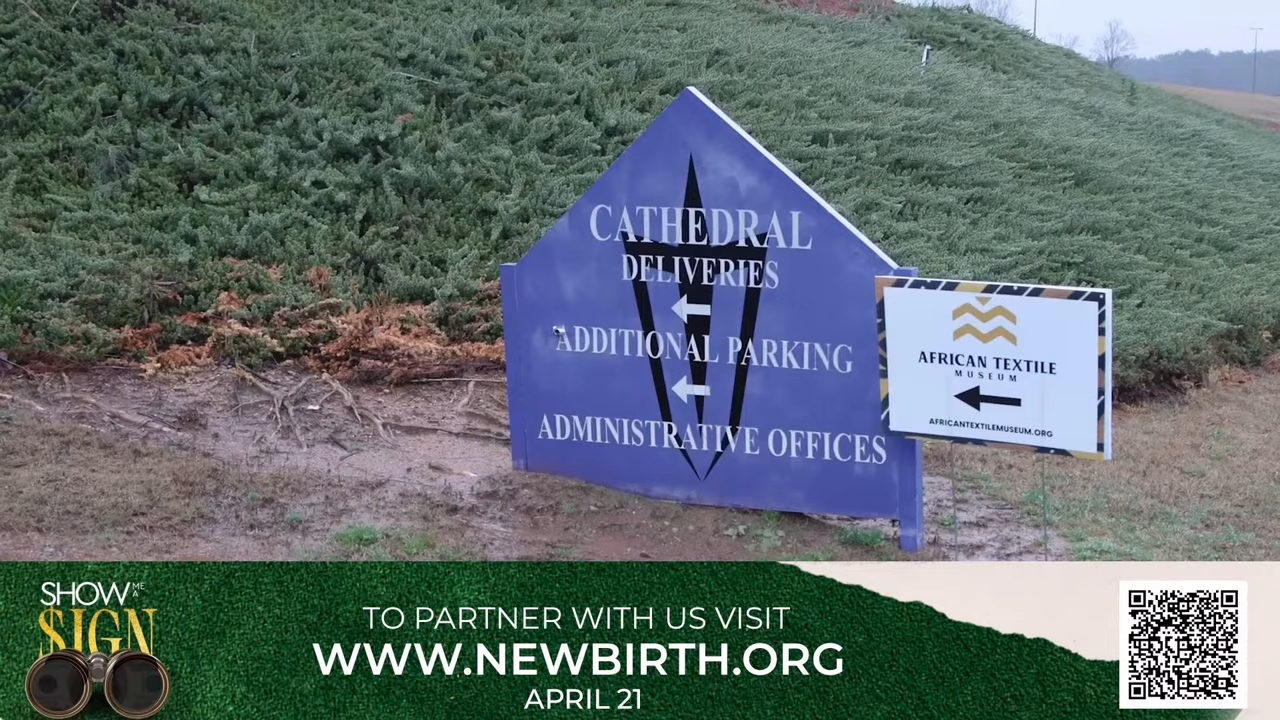 CATHEDRAL
DELIVERIES
ADDITIONAL PARKING
ADMINISTRATIVE OFFICES
AFRICAN TEXTILE
MUSEUM
AFRICANTEXTILEMUSEUM.ORG
SHOW ME A
SIGN
TO PARTNER WITH US VISIT
WWW.NEWBIRTH.ORG
APRIL 21